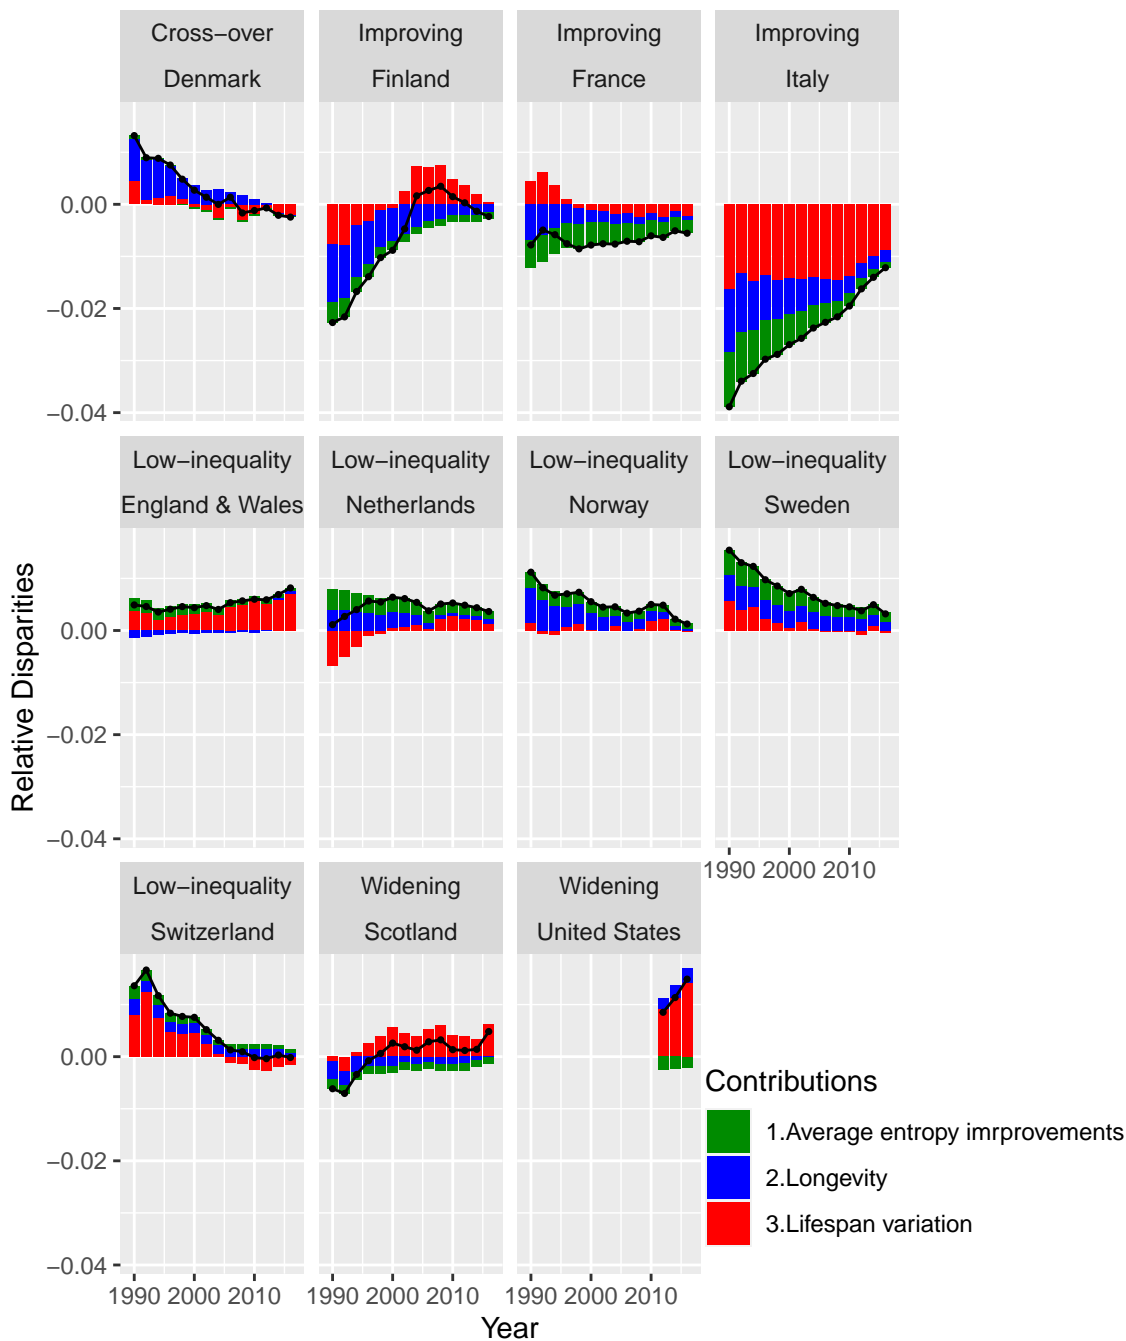 Cross−over
Denmark
Improving
Finland
Improving
France
Improving
Italy
0.00
−0.02
−0.04
Low−inequality
England & Wales
Low−inequality
Netherlands
Low−inequality
Norway
Low−inequality
Sweden
0.00
−0.02
−0.04
1990 2000 2010
Low−inequality
Switzerland
Widening
Scotland
Widening
United States
0.00
−0.02
−0.04
1990 2000 2010
1990 2000 2010
1990 2000 2010
Year
Relative Disparities
Contributions
1.Average entropy imrprovements
2.Longevity
3.Lifespan variation